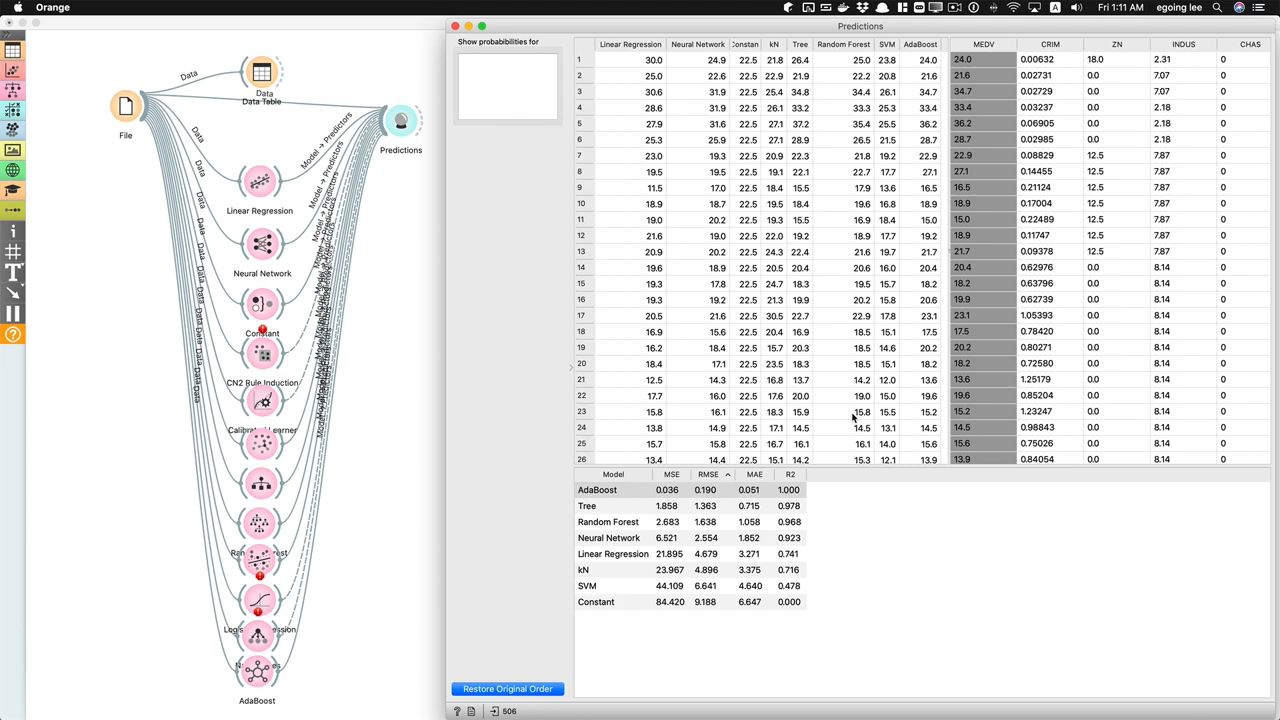 Orange
Fri 1:11 AM
egoing lee
Predictions
Show probabilities for
Restore Original Order
506
Data
Data
Data Table
File
Predictions
Model → Predictors
Model → Predictors
Data
Data
Data
Data
Data
Data
Data
Linear Regression
Neural Network
Constant
CN2 Rule Induction
Calibrated Learner
AdaBoost
Linear Regression Neural Network Constan kN Tree Random Forest SVM AdaBoost MEDV CRIM ZN INDUS CHAS
1 30.0 24.9 22.5 21.8 26.4 25.0 23.8 24.0 24.0 0.00632 18.0 2.31 0
2 25.0 22.6 22.5 22.9 21.9 22.2 20.8 21.6 21.6 0.02731 0.0 7.07 0
3 30.6 31.9 22.5 25.4 34.8 34.4 26.1 34.7 34.7 0.02729 0.0 7.07 0
4 28.6 31.9 22.5 26.1 33.2 33.3 25.3 33.4 33.4 0.03237 0.0 2.18 0
5 27.9 31.6 22.5 27.1 37.2 35.4 25.5 36.2 36.2 0.06905 0.0 2.18 0
6 25.3 25.9 22.5 27.1 28.9 26.5 21.5 28.7 28.7 0.02985 0.0 2.18 0
7 23.0 19.3 22.5 20.9 22.3 21.8 19.2 22.9 22.9 0.08829 12.5 7.87 0
8 19.5 19.5 22.5 19.1 22.1 22.7 17.7 27.1 27.1 0.14455 12.5 7.87 0
9 11.5 17.0 22.5 18.4 15.5 17.9 13.6 16.5 16.5 0.21124 12.5 7.87 0
10 18.9 18.7 22.5 19.5 18.4 19.6 16.8 18.9 18.9 0.17004 12.5 7.87 0
11 19.0 20.2 22.5 19.3 15.5 16.9 18.4 15.0 15.0 0.22489 12.5 7.87 0
12 21.6 19.0 22.5 22.0 19.2 18.9 17.7 19.2 18.9 0.11747 12.5 7.87 0
13 20.9 20.2 22.5 24.3 22.4 21.6 19.7 21.7 21.7 0.09378 12.5 7.87 0
14 19.6 18.9 22.5 20.5 20.4 20.6 16.0 20.4 20.4 0.62976 0.0 8.14 0
15 19.3 17.8 22.5 24.7 18.3 19.5 15.7 18.2 18.2 0.63796 0.0 8.14 0
16 19.3 19.2 22.5 21.3 19.9 20.2 15.8 20.6 19.9 0.62739 0.0 8.14 0
17 20.5 21.6 22.5 30.5 22.7 22.9 17.8 23.1 23.1 1.05393 0.0 8.14 0
18 16.9 15.6 22.5 20.4 16.9 18.5 15.1 17.5 17.5 0.78420 0.0 8.14 0
19 16.2 18.4 22.5 15.7 20.3 18.5 14.6 20.2 20.2 0.80271 0.0 8.14 0
20 18.4 17.1 22.5 23.5 18.3 18.5 15.1 18.2 18.2 0.72580 0.0 8.14 0
21 12.5 14.3 22.5 16.8 13.7 14.2 12.0 13.6 13.6 1.25179 0.0 8.14 0
22 17.7 16.0 22.5 17.6 20.0 19.0 15.0 19.6 19.6 0.85204 0.0 8.14 0
23 15.8 16.1 22.5 18.3 15.9 15.8 15.5 15.2 15.2 1.23247 0.0 8.14 0
24 13.8 14.9 22.5 17.1 14.5 14.5 13.1 14.5 14.5 0.98843 0.0 8.14 0
25 15.7 15.8 22.5 16.7 16.1 16.1 14.0 15.6 15.6 0.75026 0.0 8.14 0
26 13.4 14.4 22.5 15.1 14.2 15.3 12.1 13.9 13.9 0.84054 0.0 8.14 0
Model MSE RMSE MAE R2
AdaBoost 0.036 0.190 0.051 1.000
Tree 1.858 1.363 0.715 0.978
Random Forest 2.683 1.638 1.058 0.968
Neural Network 6.521 2.554 1.852 0.923
Linear Regression 21.895 4.679 3.271 0.741
kN 23.967 4.896 3.375 0.716
SVM 44.109 6.641 4.640 0.478
Constant 84.420 9.188 6.647 0.000